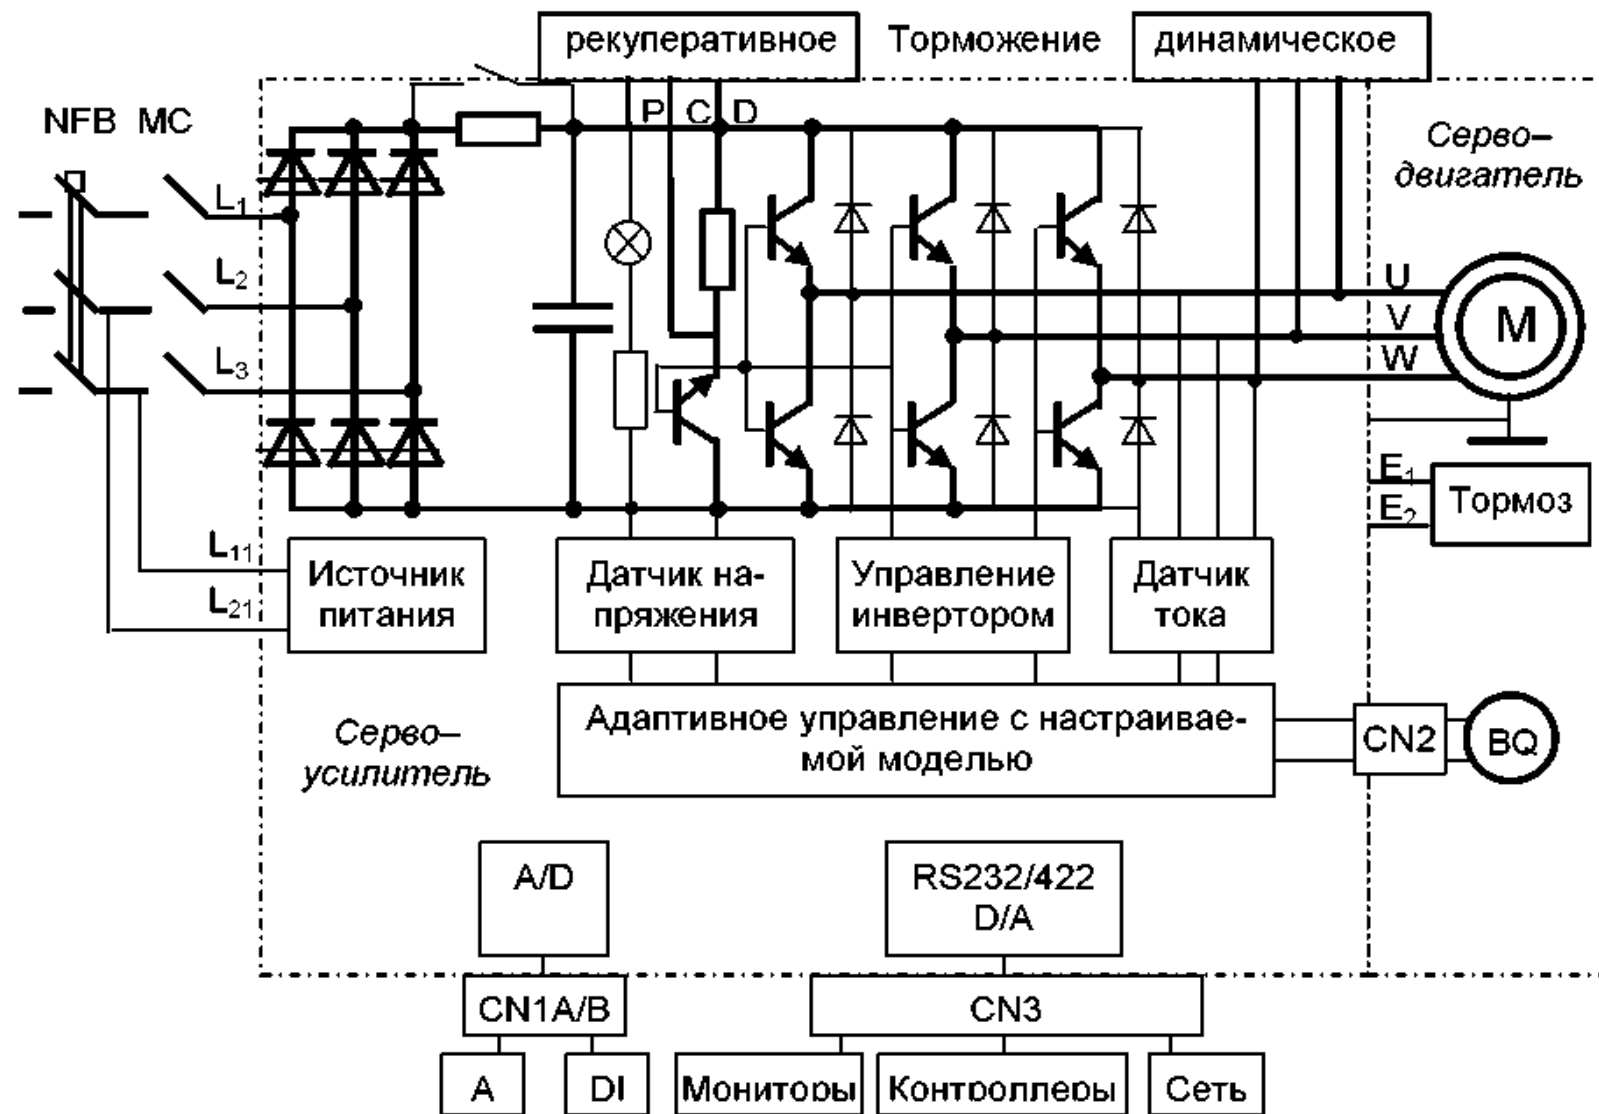 рекуперативное Торможение динамическое
NFB MC
P C D
Серво–
двигатель
L1
L2
L3
U
V
W
M
E1
E2
Тормоз
L11
L21
Источник
питания
Датчик на-
пряжения
Управление
инвертором
Датчик
тока
Серво–
усилитель
Адаптивное управление с настраивае-
мой моделью
CN2
BQ
A/D
RS232/422
D/A
CN1A/B
CN3
A
DI
Мониторы
Контроллеры
Сеть